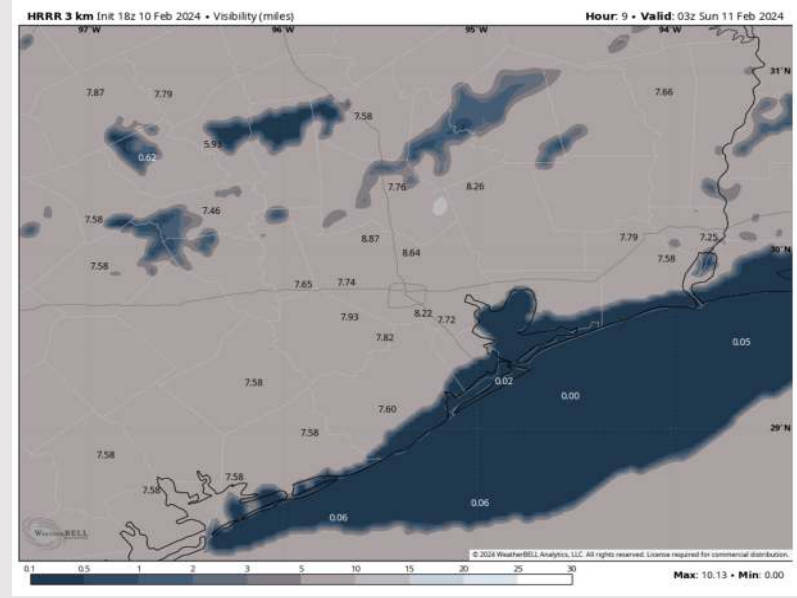 HRRR 3 km Init 18z 10 Feb 2024 • Visibility (miles) Hour: 9 • Valid: 03z Sun 11 Feb 2024
97°W 96°W 95°W 94°W
31°N
7.87 7.79 7.66
7.58
5.93
0.62
7.76 8.26
7.58 7.46
8.87 7.79 7.25
30°N
8.64
7.58 7.58
7.65 7.74
7.93 8.22 7.72
7.82 0.05
7.58 0.02
0.00
7.60
7.58 29°N
7.58
7.58 7.58
0.06
0.06
WeatherBELL
© 2024 WeatherBELL Analytics, LLC. All rights reserved. License required for commercial distribution.
0.1 0.5 1 2 3 5 10 15 20 25 30
Max: 10.13 • Min: 0.00